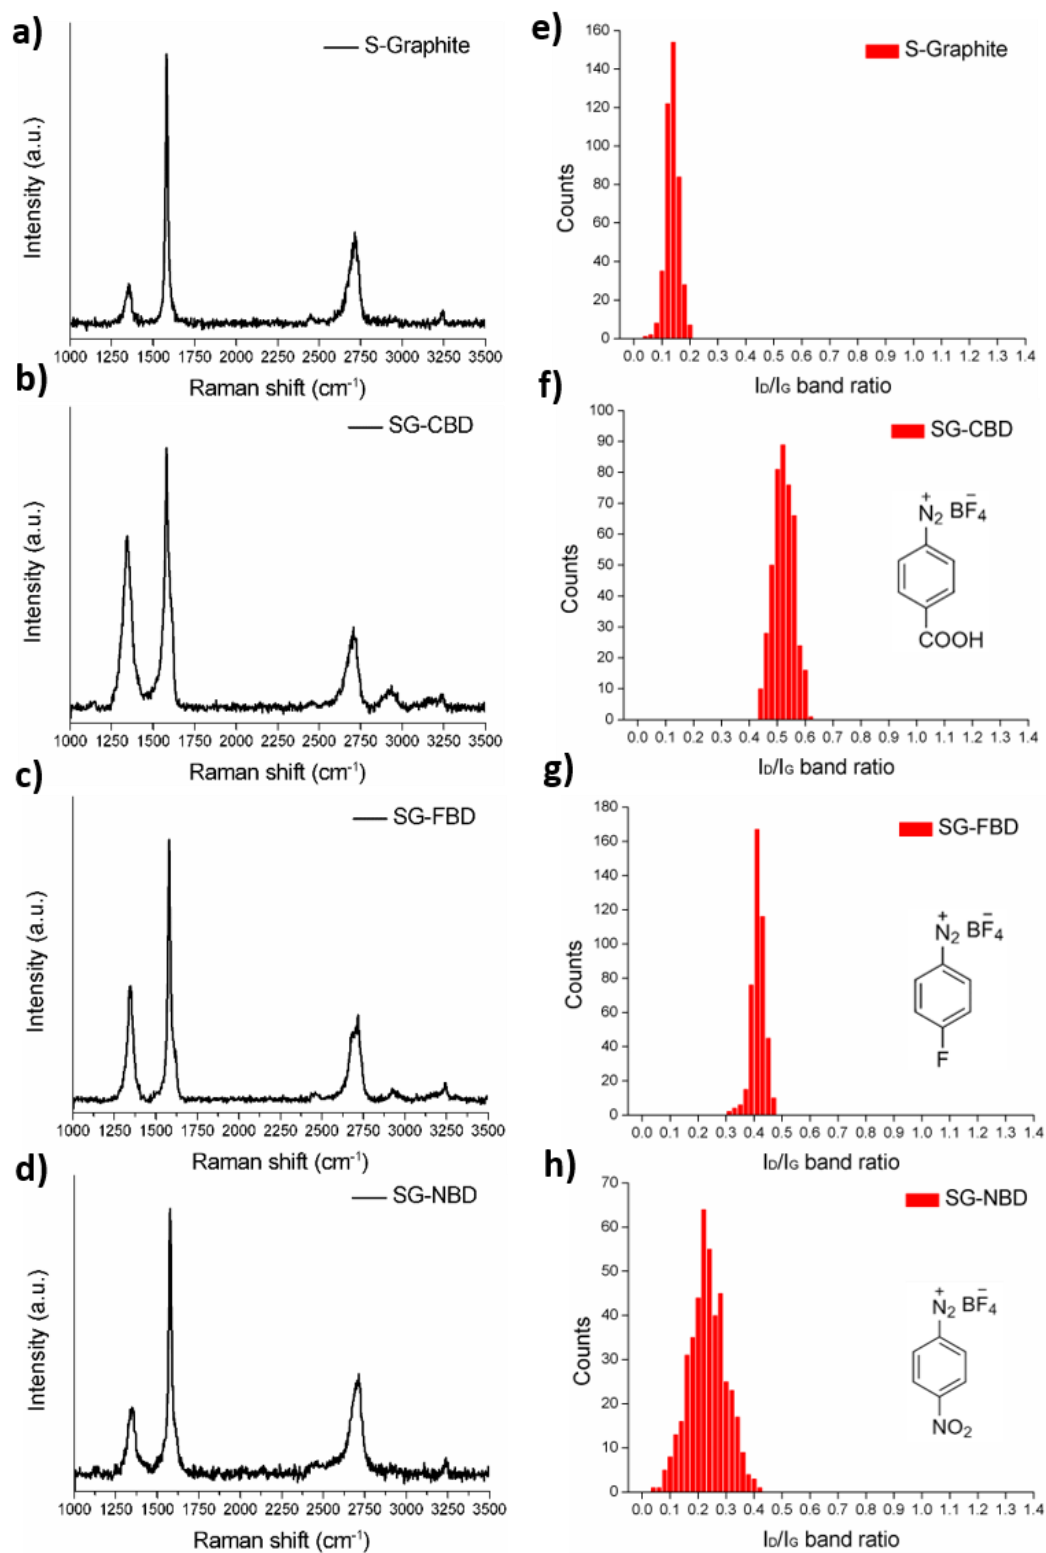 a)
S-Graphite
Intensity (a.u.)
1000 1250 1500 1750 2000 2250 2500 2750 3000 3250 3500
Raman shift (cm⁻¹)
e)
S-Graphite
Counts
160
140
120
100
80
60
40
20
0
0.0 0.1 0.2 0.3 0.4 0.5 0.6 0.7 0.8 0.9 1.0 1.1 1.2 1.3 1.4
I_D/I_G band ratio
b)
SG-CBD
Intensity (a.u.)
1000 1250 1500 1750 2000 2250 2500 2750 3000 3250 3500
Raman shift (cm⁻¹)
f)
SG-CBD
Counts
100
90
80
70
60
50
40
30
20
10
0
N₂⁺ BF₄⁻
COOH
0.0 0.1 0.2 0.3 0.4 0.5 0.6 0.7 0.8 0.9 1.0 1.1 1.2 1.3 1.4
I_D/I_G band ratio
c)
SG-FBD
Intensity (a.u.)
1000 1250 1500 1750 2000 2250 2500 2750 3000 3250 3500
Raman shift (cm⁻¹)
g)
SG-FBD
Counts
180
160
140
120
100
80
60
40
20
0
N₂⁺ BF₄⁻
F
0.0 0.1 0.2 0.3 0.4 0.5 0.6 0.7 0.8 0.9 1.0 1.1 1.2 1.3 1.4
I_D/I_G band ratio
d)
SG-NBD
Intensity (a.u.)
1000 1250 1500 1750 2000 2250 2500 2750 3000 3250 3500
Raman shift (cm⁻¹)
h)
SG-NBD
Counts
70
60
50
40
30
20
10
0
N₂⁺ BF₄⁻
NO₂
0.0 0.1 0.2 0.3 0.4 0.5 0.6 0.7 0.8 0.9 1.0 1.1 1.2 1.3 1.4
I_D/I_G band ratio